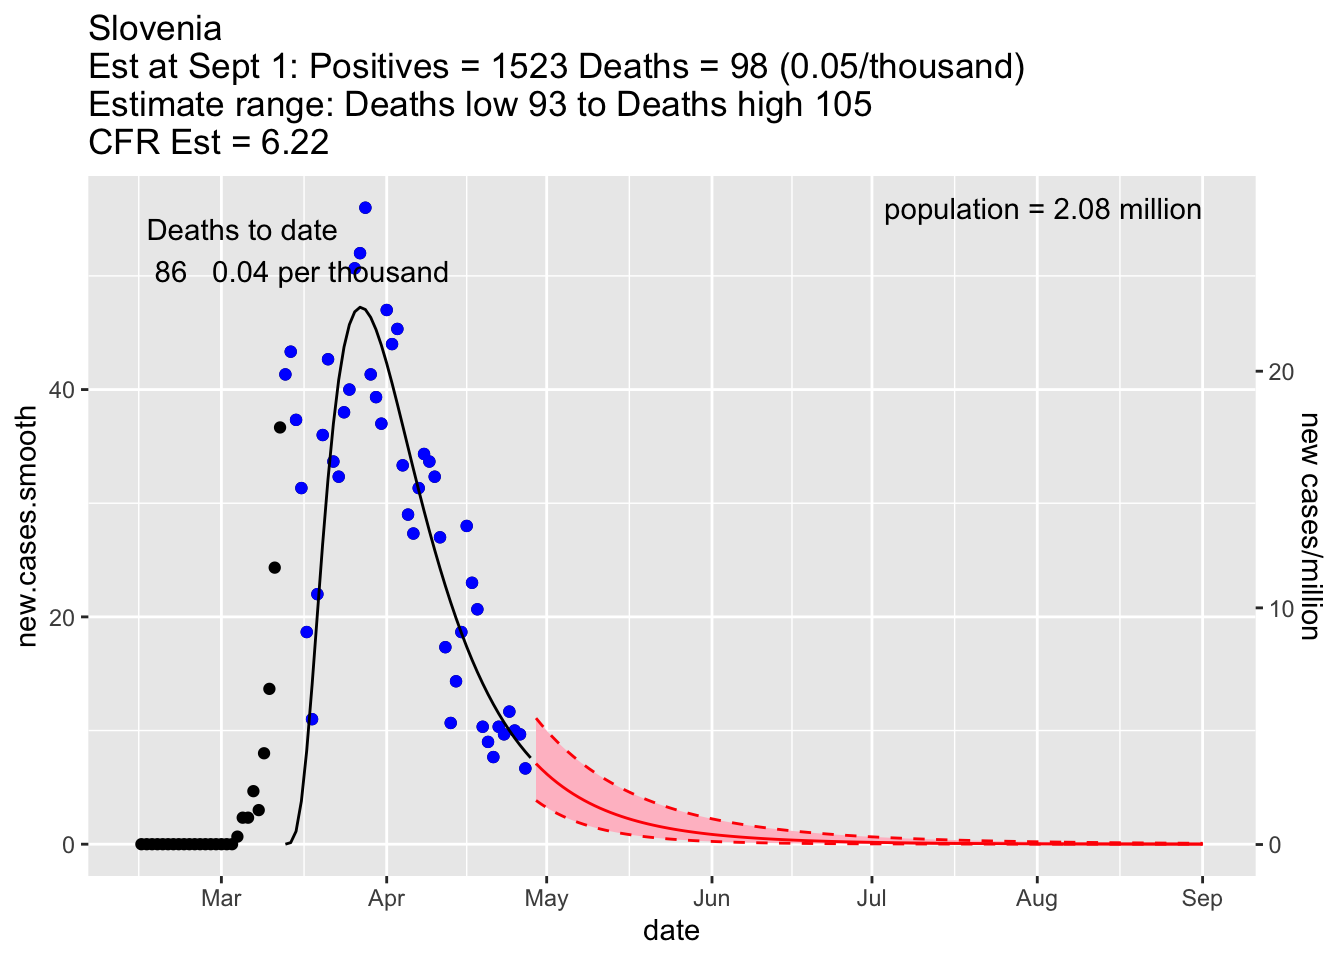 Slovenia
Est at Sept 1: Positives = 1523 Deaths = 98 (0.05/thousand)
Estimate range: Deaths low 93 to Deaths high 105
CFR Est = 6.22
population = 2.08 million
Deaths to date
86 0.04 per thousand
new.cases.smooth
40
20
0
20
10
0
new cases/million
Mar Apr May Jun Jul Aug Sep
date